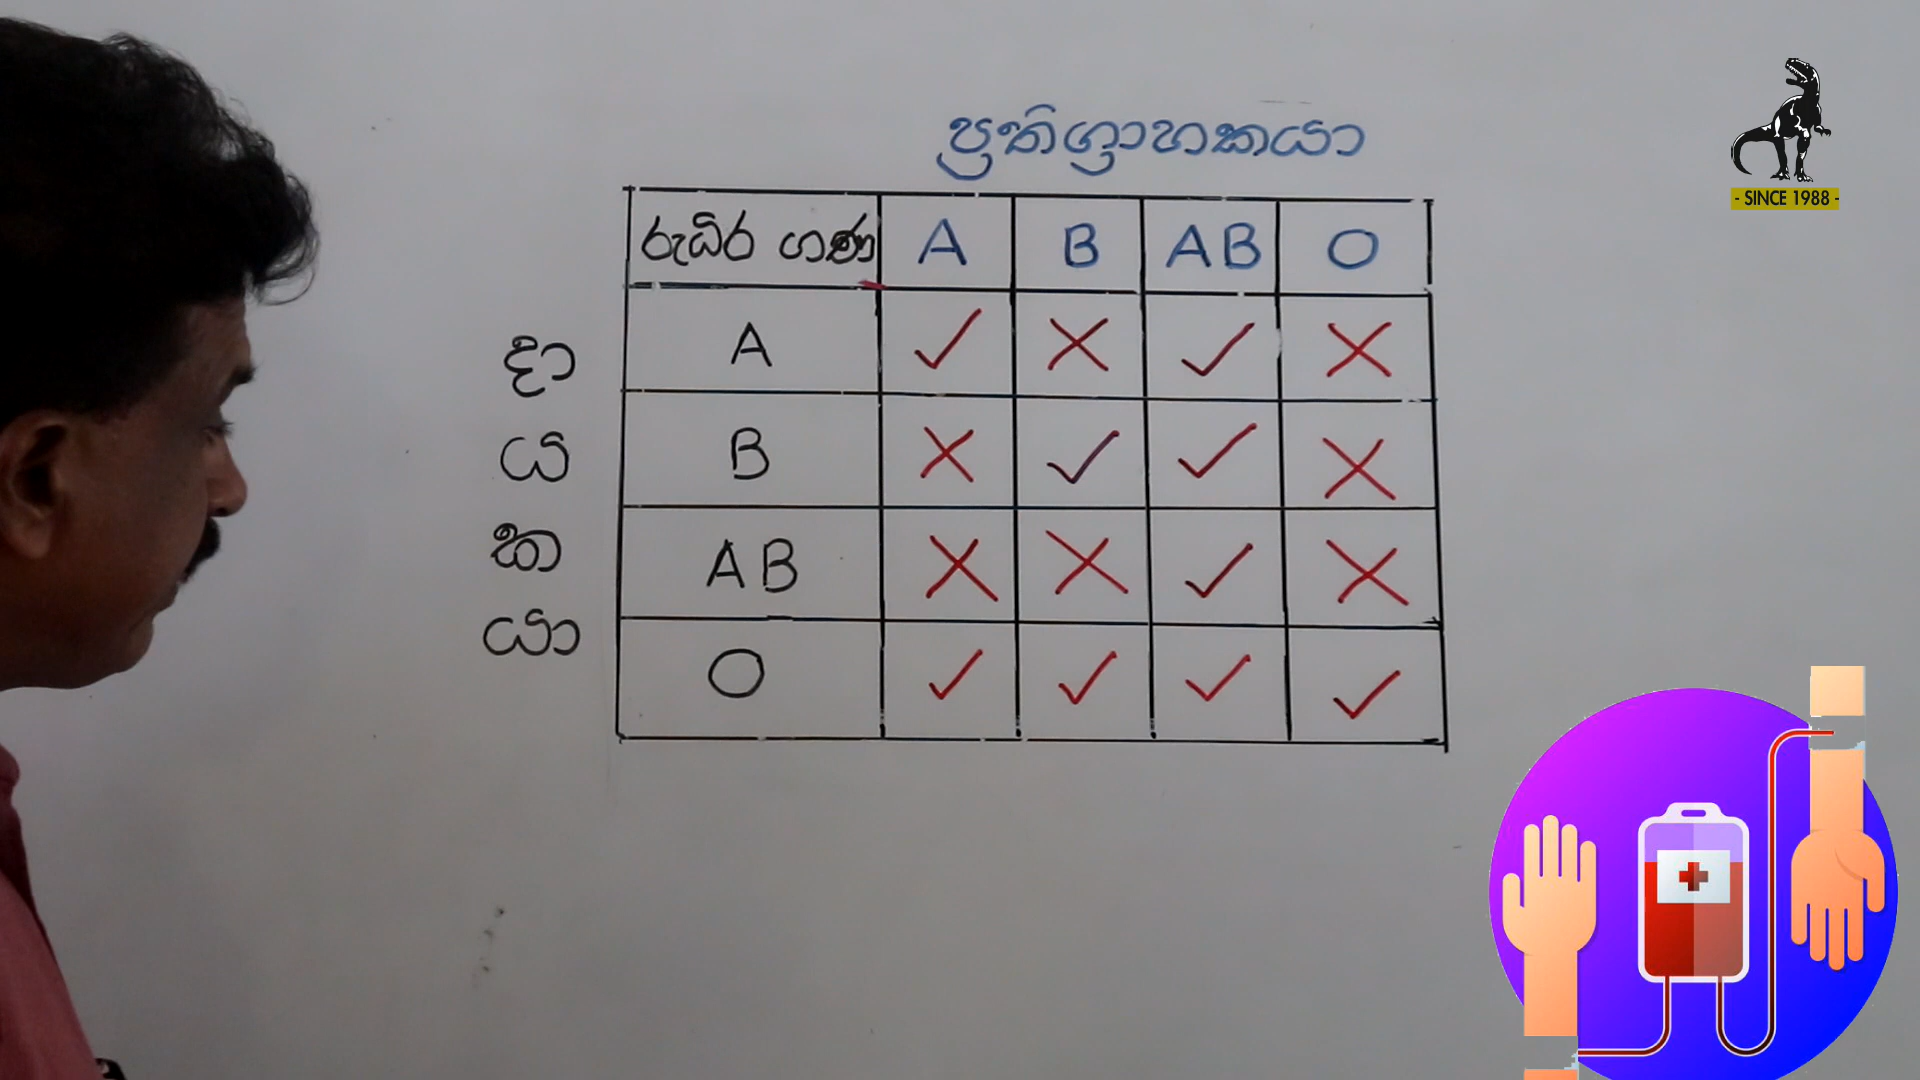 ප්‍රතිග්‍රාහකයා
රුධිර ගණ A B AB O
දා A ✓ ✗ ✓ ✗
ය B ✗ ✓ ✓ ✗
ක AB ✗ ✗ ✓ ✗
යා O ✓ ✓ ✓ ✓
- SINCE 1988 -